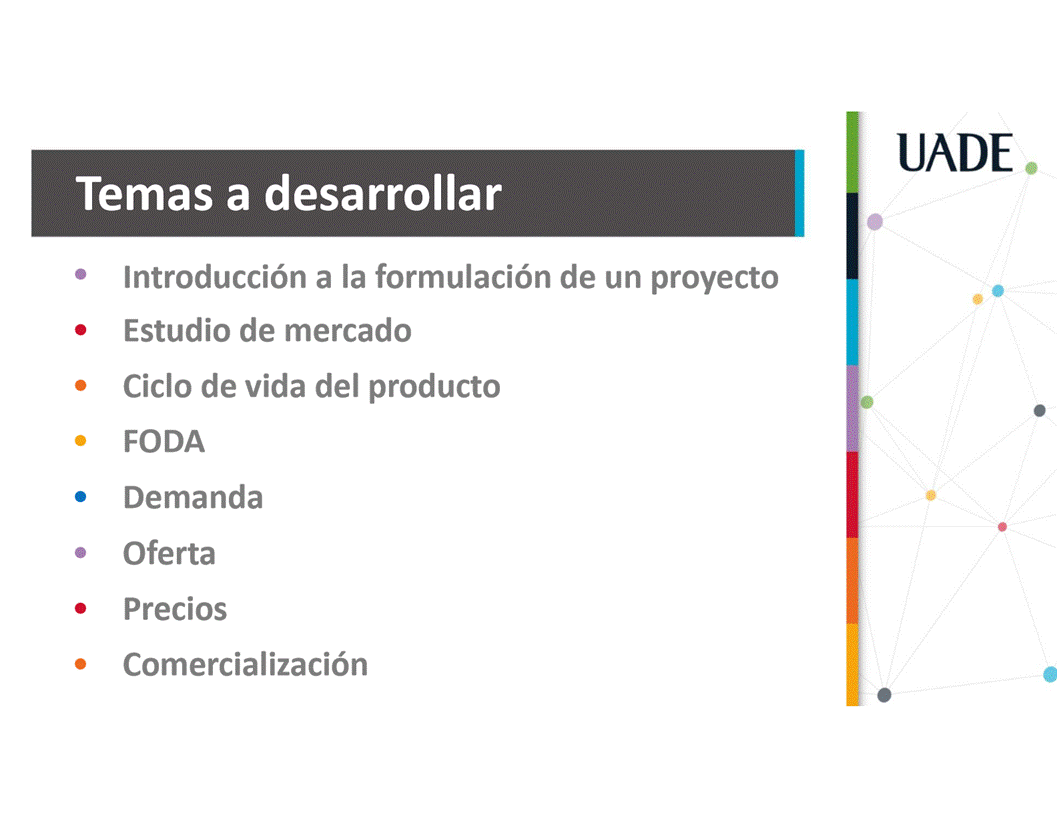 UADE
Temas a desarrollar
• Introducción a la formulación de un proyecto
• Estudio de mercado
• Ciclo de vida del producto
• FODA
• Demanda
• Oferta
• Precios
• Comercialización